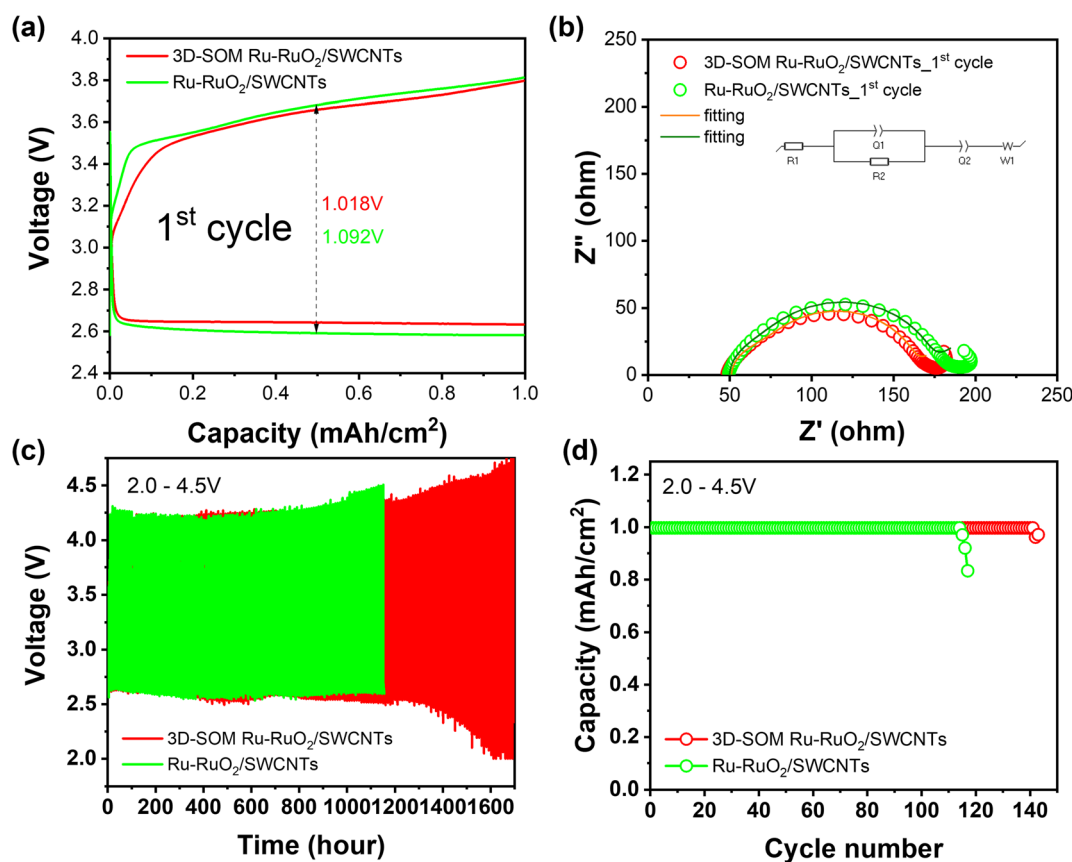 (a)
4.0
3.8
3.6
3.4
3.2
3.0
2.8
2.6
2.4
Voltage (V)
3D-SOM Ru-RuO₂/SWCNTs
Ru-RuO₂/SWCNTs
1.018V
1.092V
1ˢᵗ cycle
0.0 0.2 0.4 0.6 0.8 1.0
Capacity (mAh/cm²)
(b)
250
200
150
100
50
0
Z" (ohm)
3D-SOM Ru-RuO₂/SWCNTs_1ˢᵗ cycle
Ru-RuO₂/SWCNTs_1ˢᵗ cycle
fitting
fitting
R1 Q1 R2 Q2 W W1
0 50 100 150 200 250
Z' (ohm)
(c)
2.0 - 4.5V
4.5
4.0
3.5
3.0
2.5
2.0
Voltage (V)
3D-SOM Ru-RuO₂/SWCNTs
Ru-RuO₂/SWCNTs
0 200 400 600 800 1000 1200 1400 1600
Time (hour)
(d)
2.0 - 4.5V
1.2
1.0
0.8
0.6
0.4
0.2
0.0
Capacity (mAh/cm²)
3D-SOM Ru-RuO₂/SWCNTs
Ru-RuO₂/SWCNTs
0 20 40 60 80 100 120 140
Cycle number